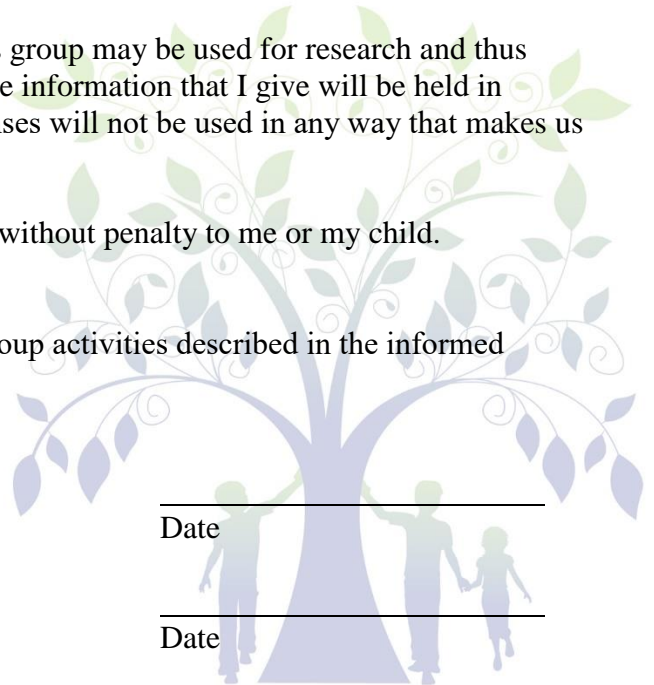 group may be used for research and thus
e information that I give will be held in
ses will not be used in any way that makes us
without penalty to me or my child.
oup activities described in the informed
Date
Date